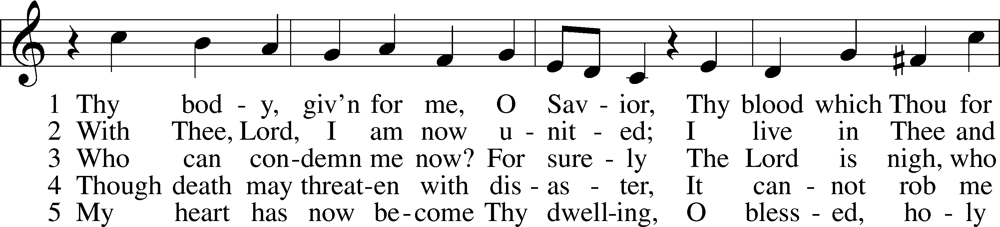 1 Thy bod - y, giv’n for me, O Sav - ior, Thy blood which Thou for
2 With Thee, Lord, I am now u - nit - ed; I live in Thee and
3 Who can con - demn me now? For sure - ly The Lord is nigh, who
4 Though death may threat - en with dis - as - ter, It can - not rob me
5 My heart has now be - come Thy dwell - ing, O bless - ed, ho - ly